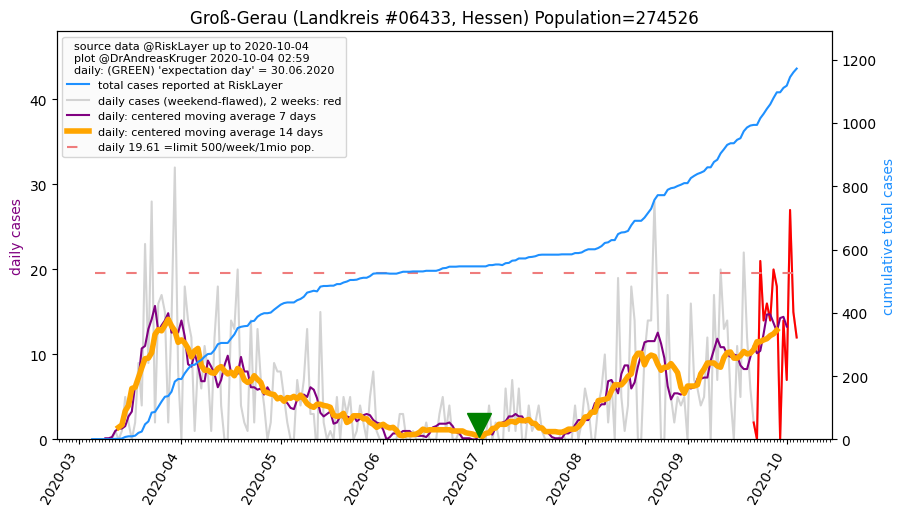 Groß-Gerau (Landkreis #06433, Hessen) Population=274526
source data @RiskLayer up to 2020-10-04
plot @DrAndreasKruger 2020-10-04 02:59
daily: (GREEN) 'expectation day' = 30.06.2020
total cases reported at RiskLayer
daily cases (weekend-flawed), 2 weeks: red
daily: centered moving average 7 days
daily: centered moving average 14 days
daily 19.61 =limit 500/week/1mio pop.
daily cases
40
30
20
10
0
cumulative total cases
1200
1000
800
600
400
200
0
2020-03
2020-04
2020-05
2020-06
2020-07
2020-08
2020-09
2020-10